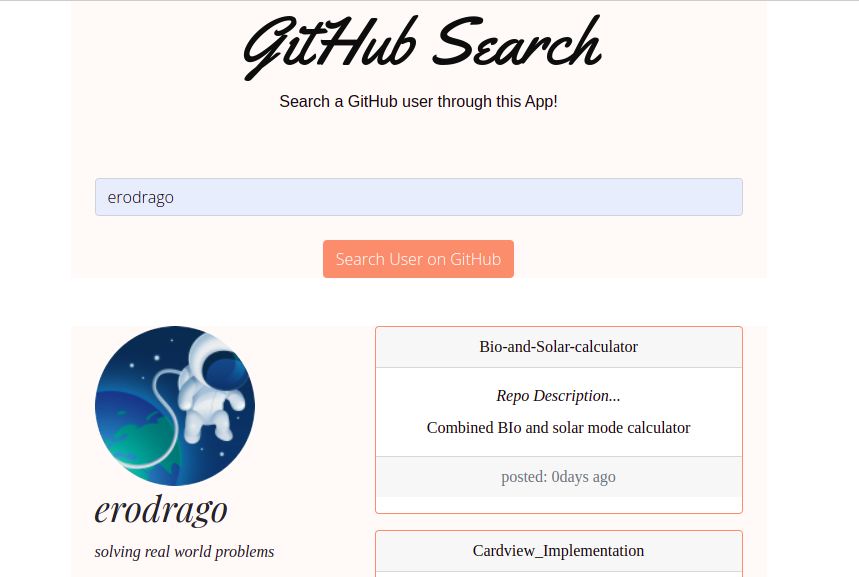 GitHub Search
Search a GitHub user through this App!
erodrago
Search User on GitHub
erodrago
solving real world problems
Bio-and-Solar-calculator
Repo Description...
Combined BIo and solar mode calculator
posted: 0days ago
Cardview_Implementation